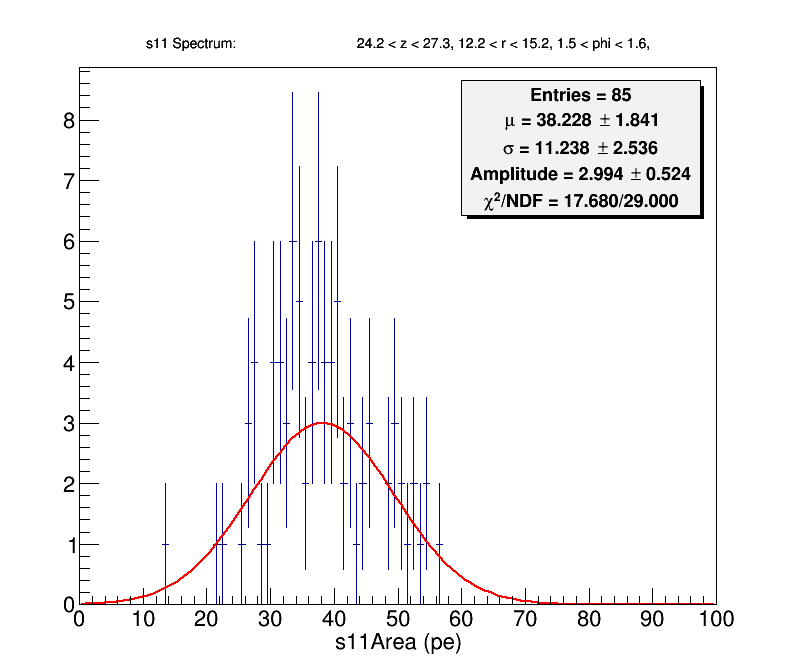 s11 Spectrum: 24.2 < z < 27.3, 12.2 < r < 15.2, 1.5 < phi < 1.6,
Entries = 85
μ = 38.228 ± 1.841
σ = 11.238 ± 2.536
Amplitude = 2.994 ± 0.524
χ²/NDF = 17.680/29.000
8
7
6
5
4
3
2
1
0
0 10 20 30 40 50 60 70 80 90 100
s11Area (pe)